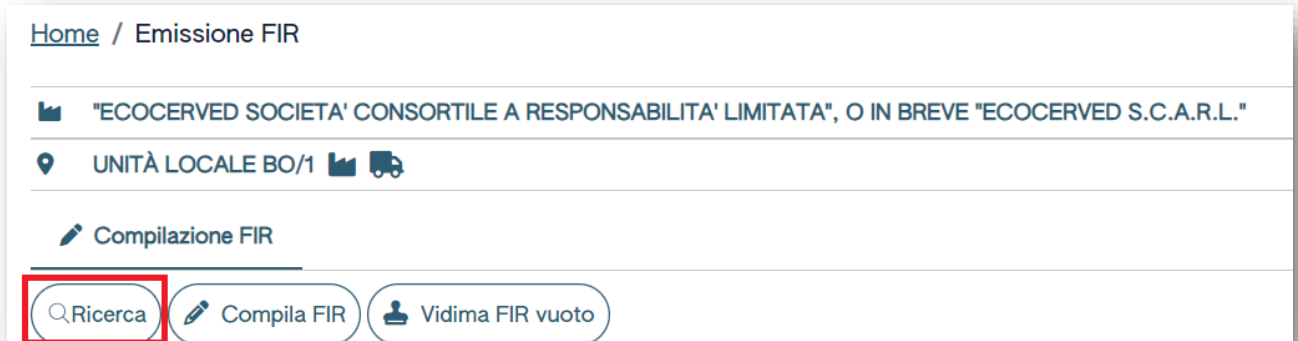 Home / Emissione FIR
"ECOCERVED SOCIETA' CONSORTILE A RESPONSABILITA' LIMITATA", O IN BREVE "ECOCERVED S.C.A.R.L."
UNITÀ LOCALE BO/1
Compilazione FIR
Ricerca Compila FIR Vidima FIR vuoto